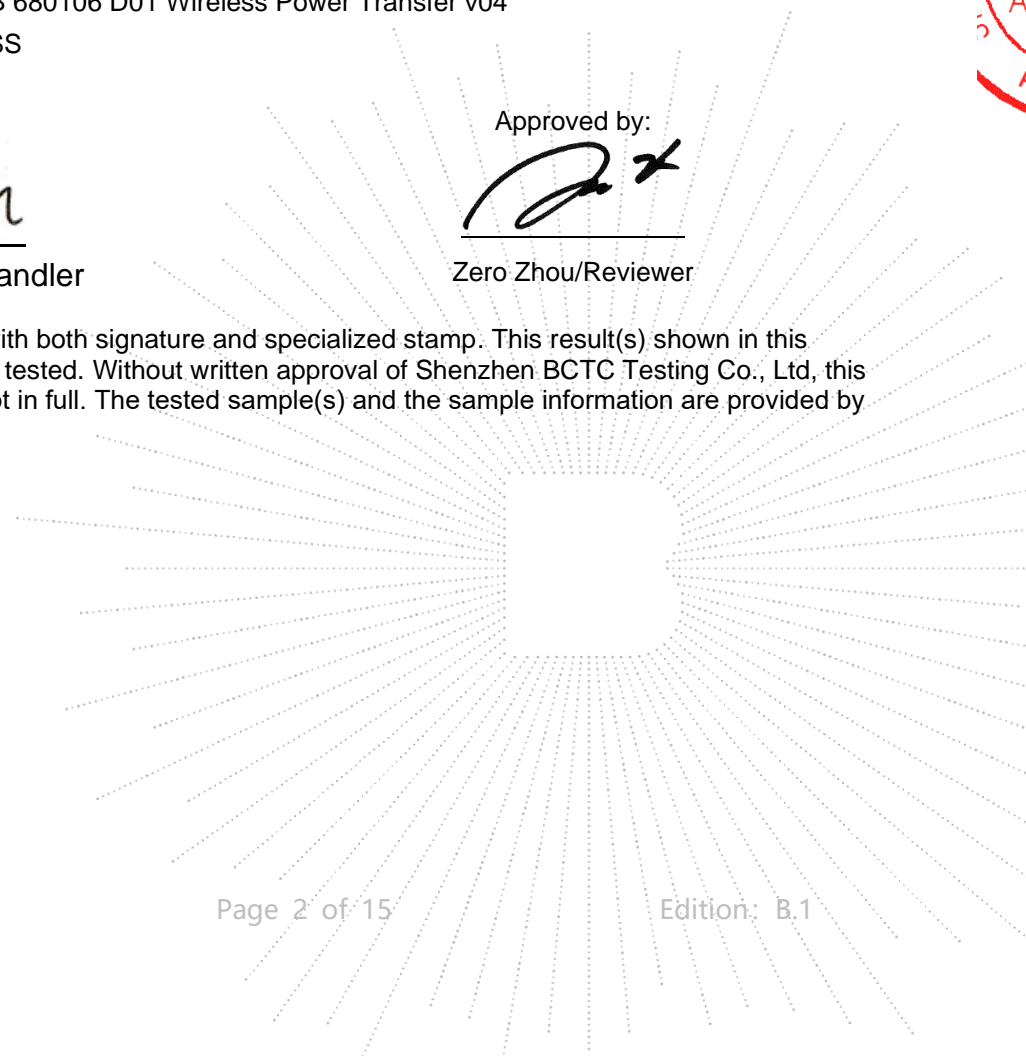 680106 D01 Wireless Power Transfer v04
SS
Approved by:
andler
Zero Zhou/Reviewer
ith both signature and specialized stamp. This result(s) shown in this
tested. Without written approval of Shenzhen BCTC Testing Co., Ltd, this
t in full. The tested sample(s) and the sample information are provided by
Page 2 of 15
Edition: B.1